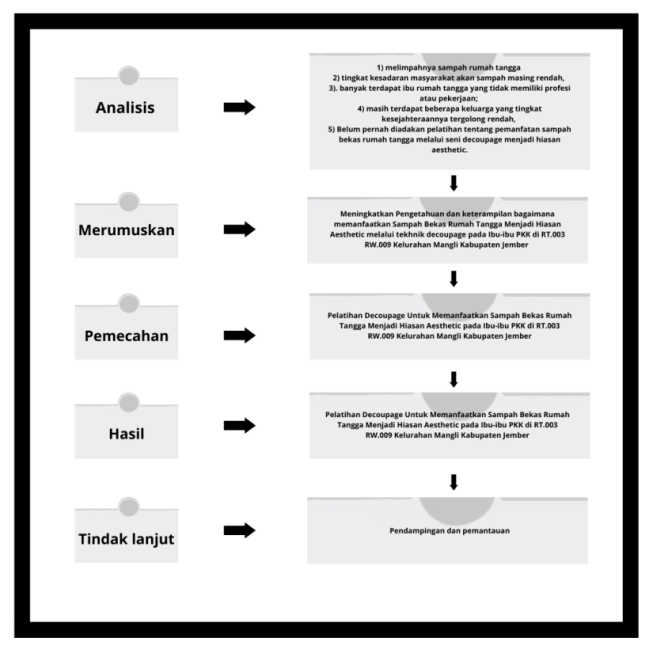 Analisis
1) melimpahnya sampah rumah tangga
2) tingkat kesadaran masyarakat akan sampah masing rendah,
3). banyak terdapat ibu rumah tangga yang tidak memiliki profesi
atau pekerjaan;
4) masih terdapat beberapa keluarga yang tingkat
kesejahteraannya tergolong rendah,
5) Belum pernah diadakan pelatihan tentang pemanfatan sampah
bekas rumah tangga melalui seni decoupage menjadi hiasan
aesthetic.
Merumuskan
Meningkatkan Pengetahuan dan keterampilan bagaimana
memanfaatkan Sampah Bekas Rumah Tangga Menjadi Hiasan
Aesthetic melalui tekhnik decoupage pada Ibu-ibu PKK di RT.003
RW.009 Kelurahan Mangli Kabupaten Jember
Pemecahan
Pelatihan Decoupage Untuk Memanfaatkan Sampah Bekas Rumah
Tangga Menjadi Hiasan Aesthetic pada Ibu-ibu PKK di RT.003
RW.009 Kelurahan Mangli Kabupaten Jember
Hasil
Pelatihan Decoupage Untuk Memanfaatkan Sampah Bekas Rumah
Tangga Menjadi Hiasan Aesthetic pada Ibu-ibu PKK di RT.003
RW.009 Kelurahan Mangli Kabupaten Jember
Tindak lanjut
Pendampingan dan pemantauan